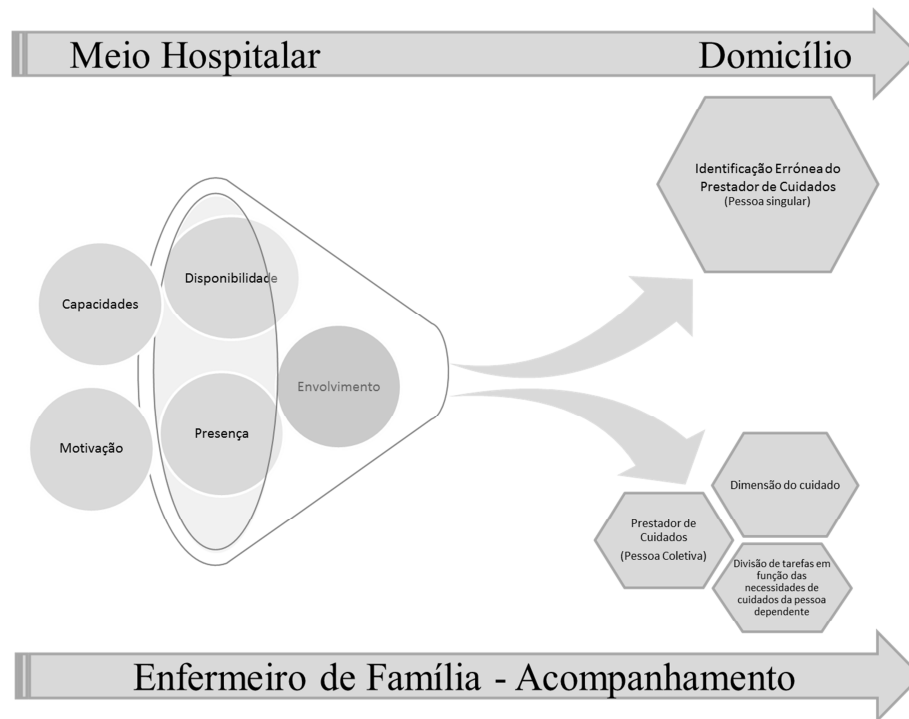 Meio Hospitalar
Domicílio
Identificação Errónea do
Prestador de Cuidados
(Pessoa singular)
Disponibilidade
Capacidades
Envolvimento
Motivação
Presença
Dimensão do cuidado
Prestador de
Cuidados
(Pessoa Coletiva)
Divisão de tarefas em
função das
necessidades de
cuidados da pessoa
dependente
Enfermeiro de Família - Acompanhamento